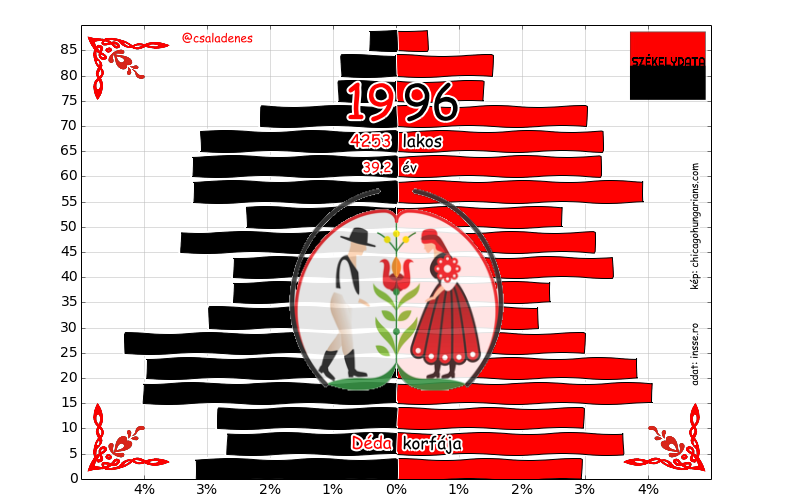 @csaladenes
SZÉKELYDATA
1996
4253 lakos
39.2 év
kép: chicagohungarians.com
adat: insse.ro
Déda korfája
85
80
75
70
65
60
55
50
45
40
35
30
25
20
15
10
5
0
4% 3% 2% 1% 0% 1% 2% 3% 4%